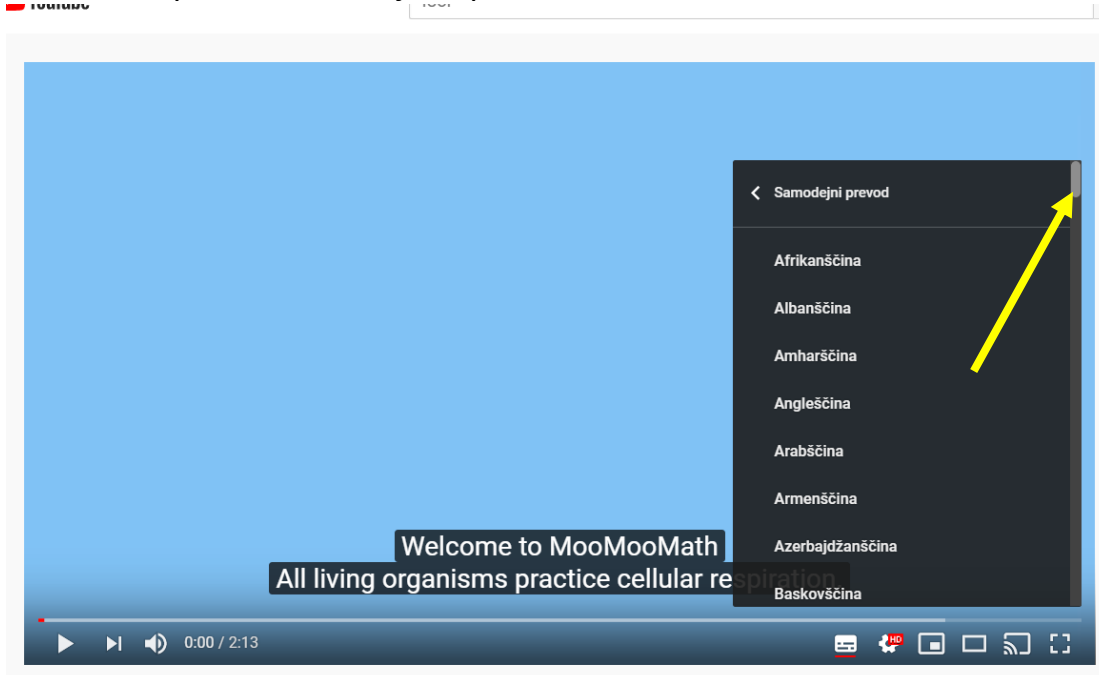 YouTube
Samodejni prevod
Afrikanščina
Albanščina
Amharščina
Angleščina
Arabščina
Armenščina
Azerbajdžanščina
Baskovščina
Welcome to MooMooMath
All living organisms practice cellular respiration.
0:00 / 2:13
HD